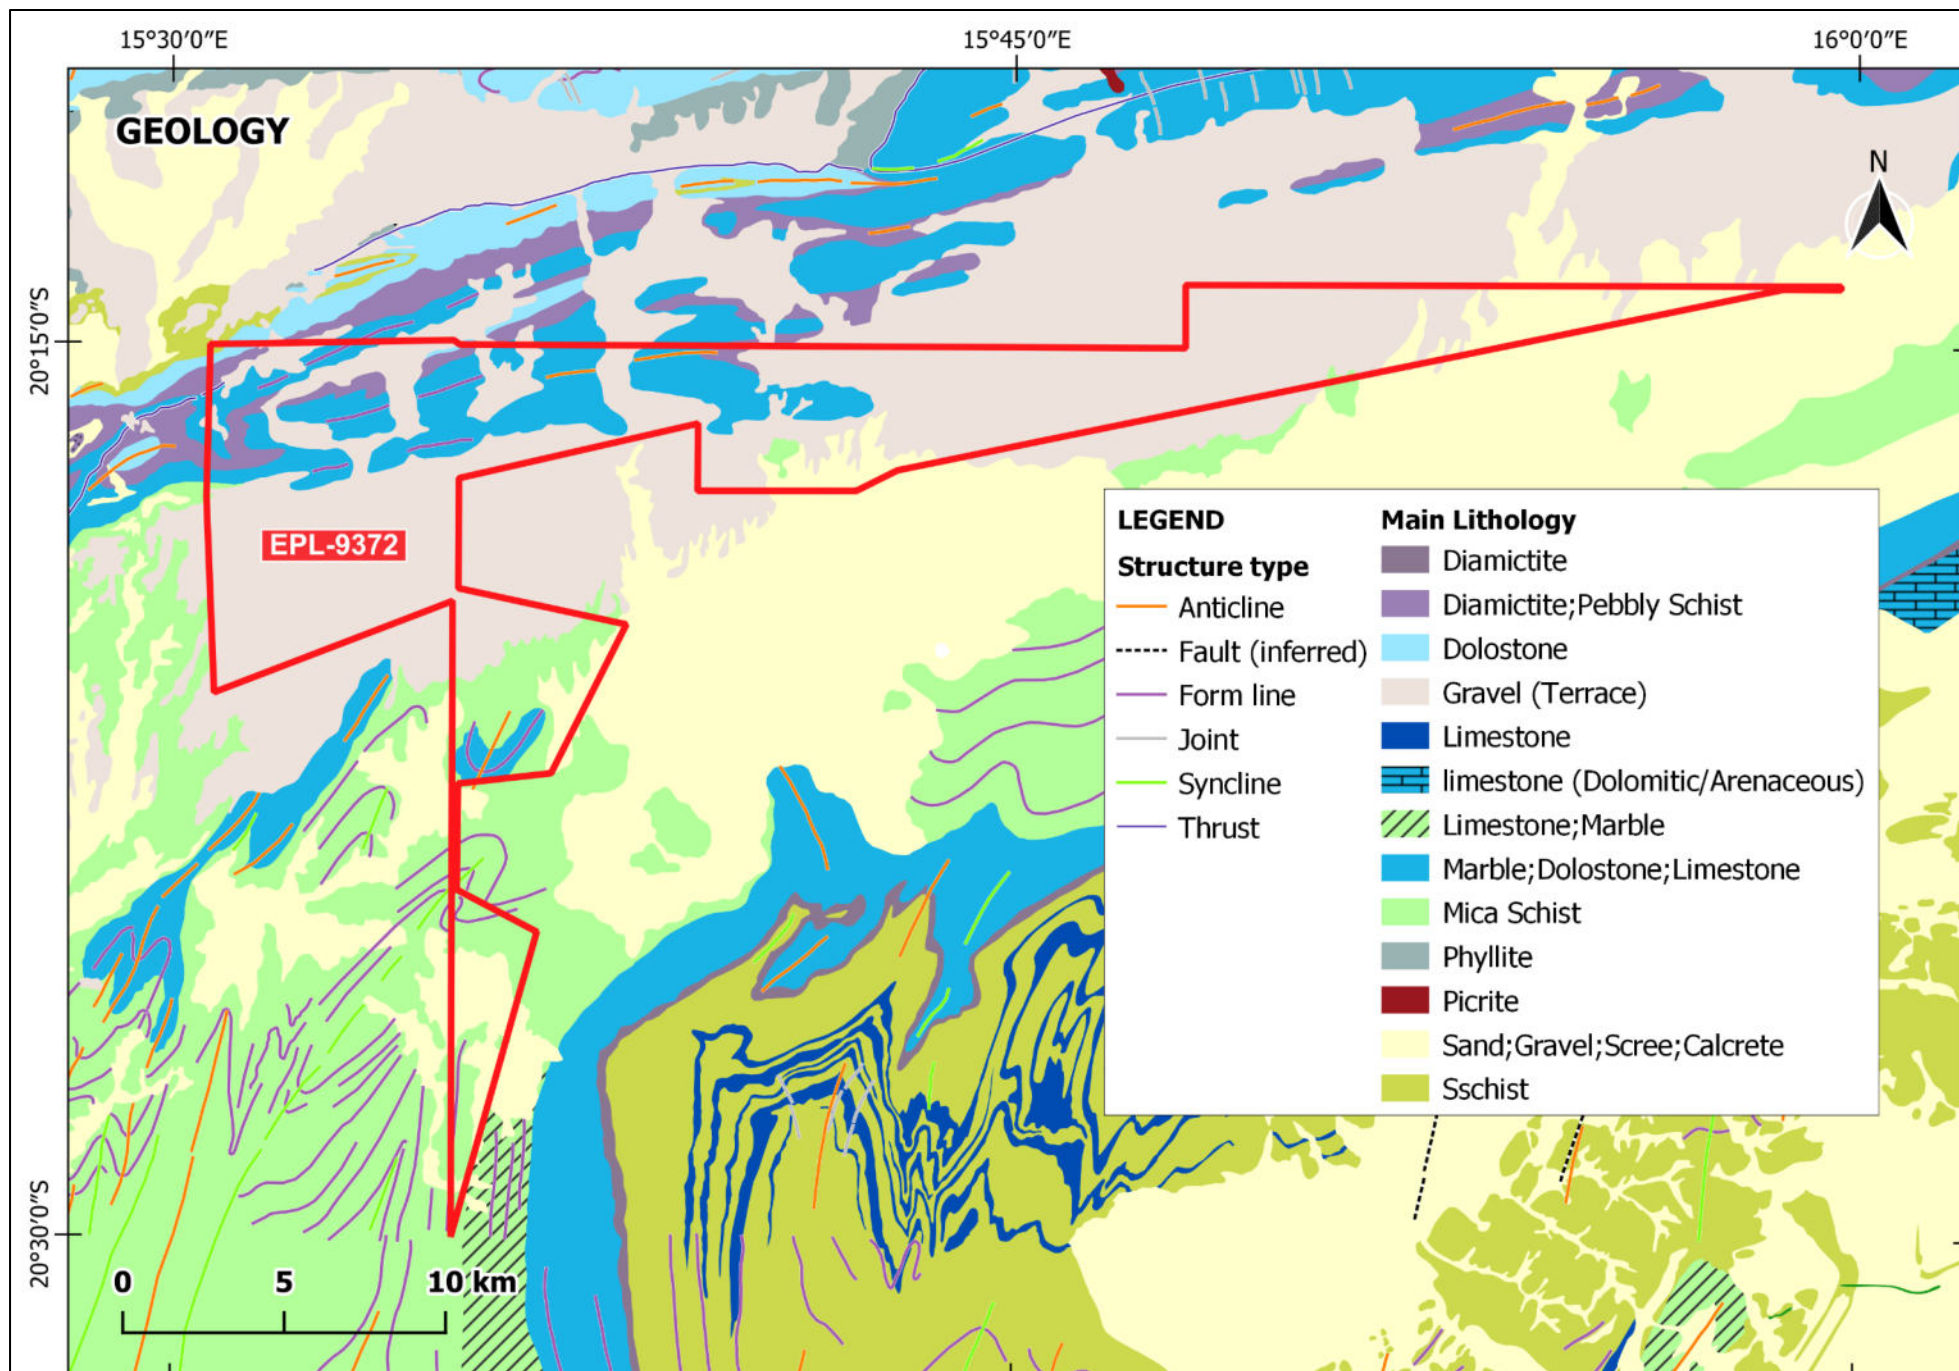 15°30′0″E 15°45′0″E 16°0′0″E
GEOLOGY
N
20°15′0″S
EPL-9372
LEGEND
Structure type
Anticline
Fault (inferred)
Form line
Joint
Syncline
Thrust
Main Lithology
Diamictite
Diamictite;Pebbly Schist
Dolostone
Gravel (Terrace)
Limestone
limestone (Dolomitic/Arenaceous)
Limestone;Marble
Marble;Dolostone;Limestone
Mica Schist
Phyllite
Picrite
Sand;Gravel;Scree;Calcrete
Sschist
20°30′0″S
0 5 10 km